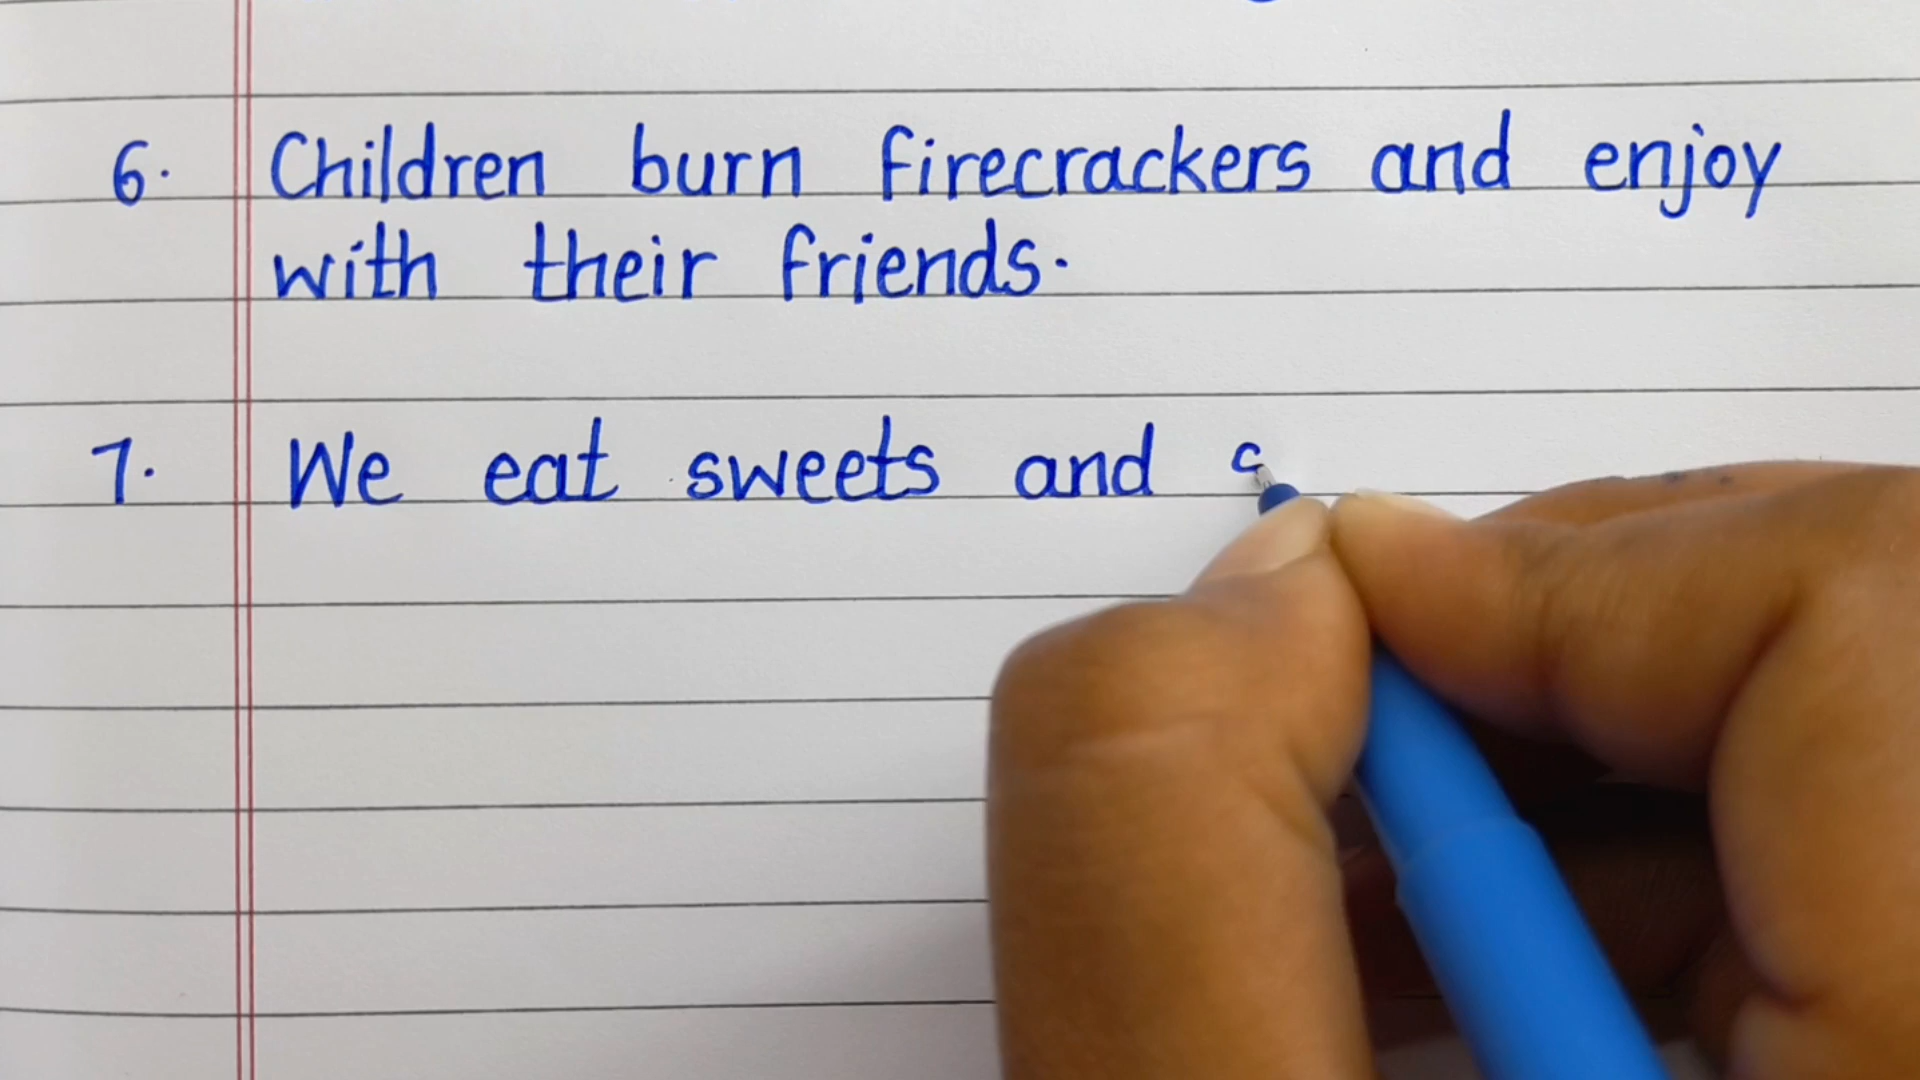 6. Children burn firecrackers and enjoy
with their friends.
7. We eat sweets and